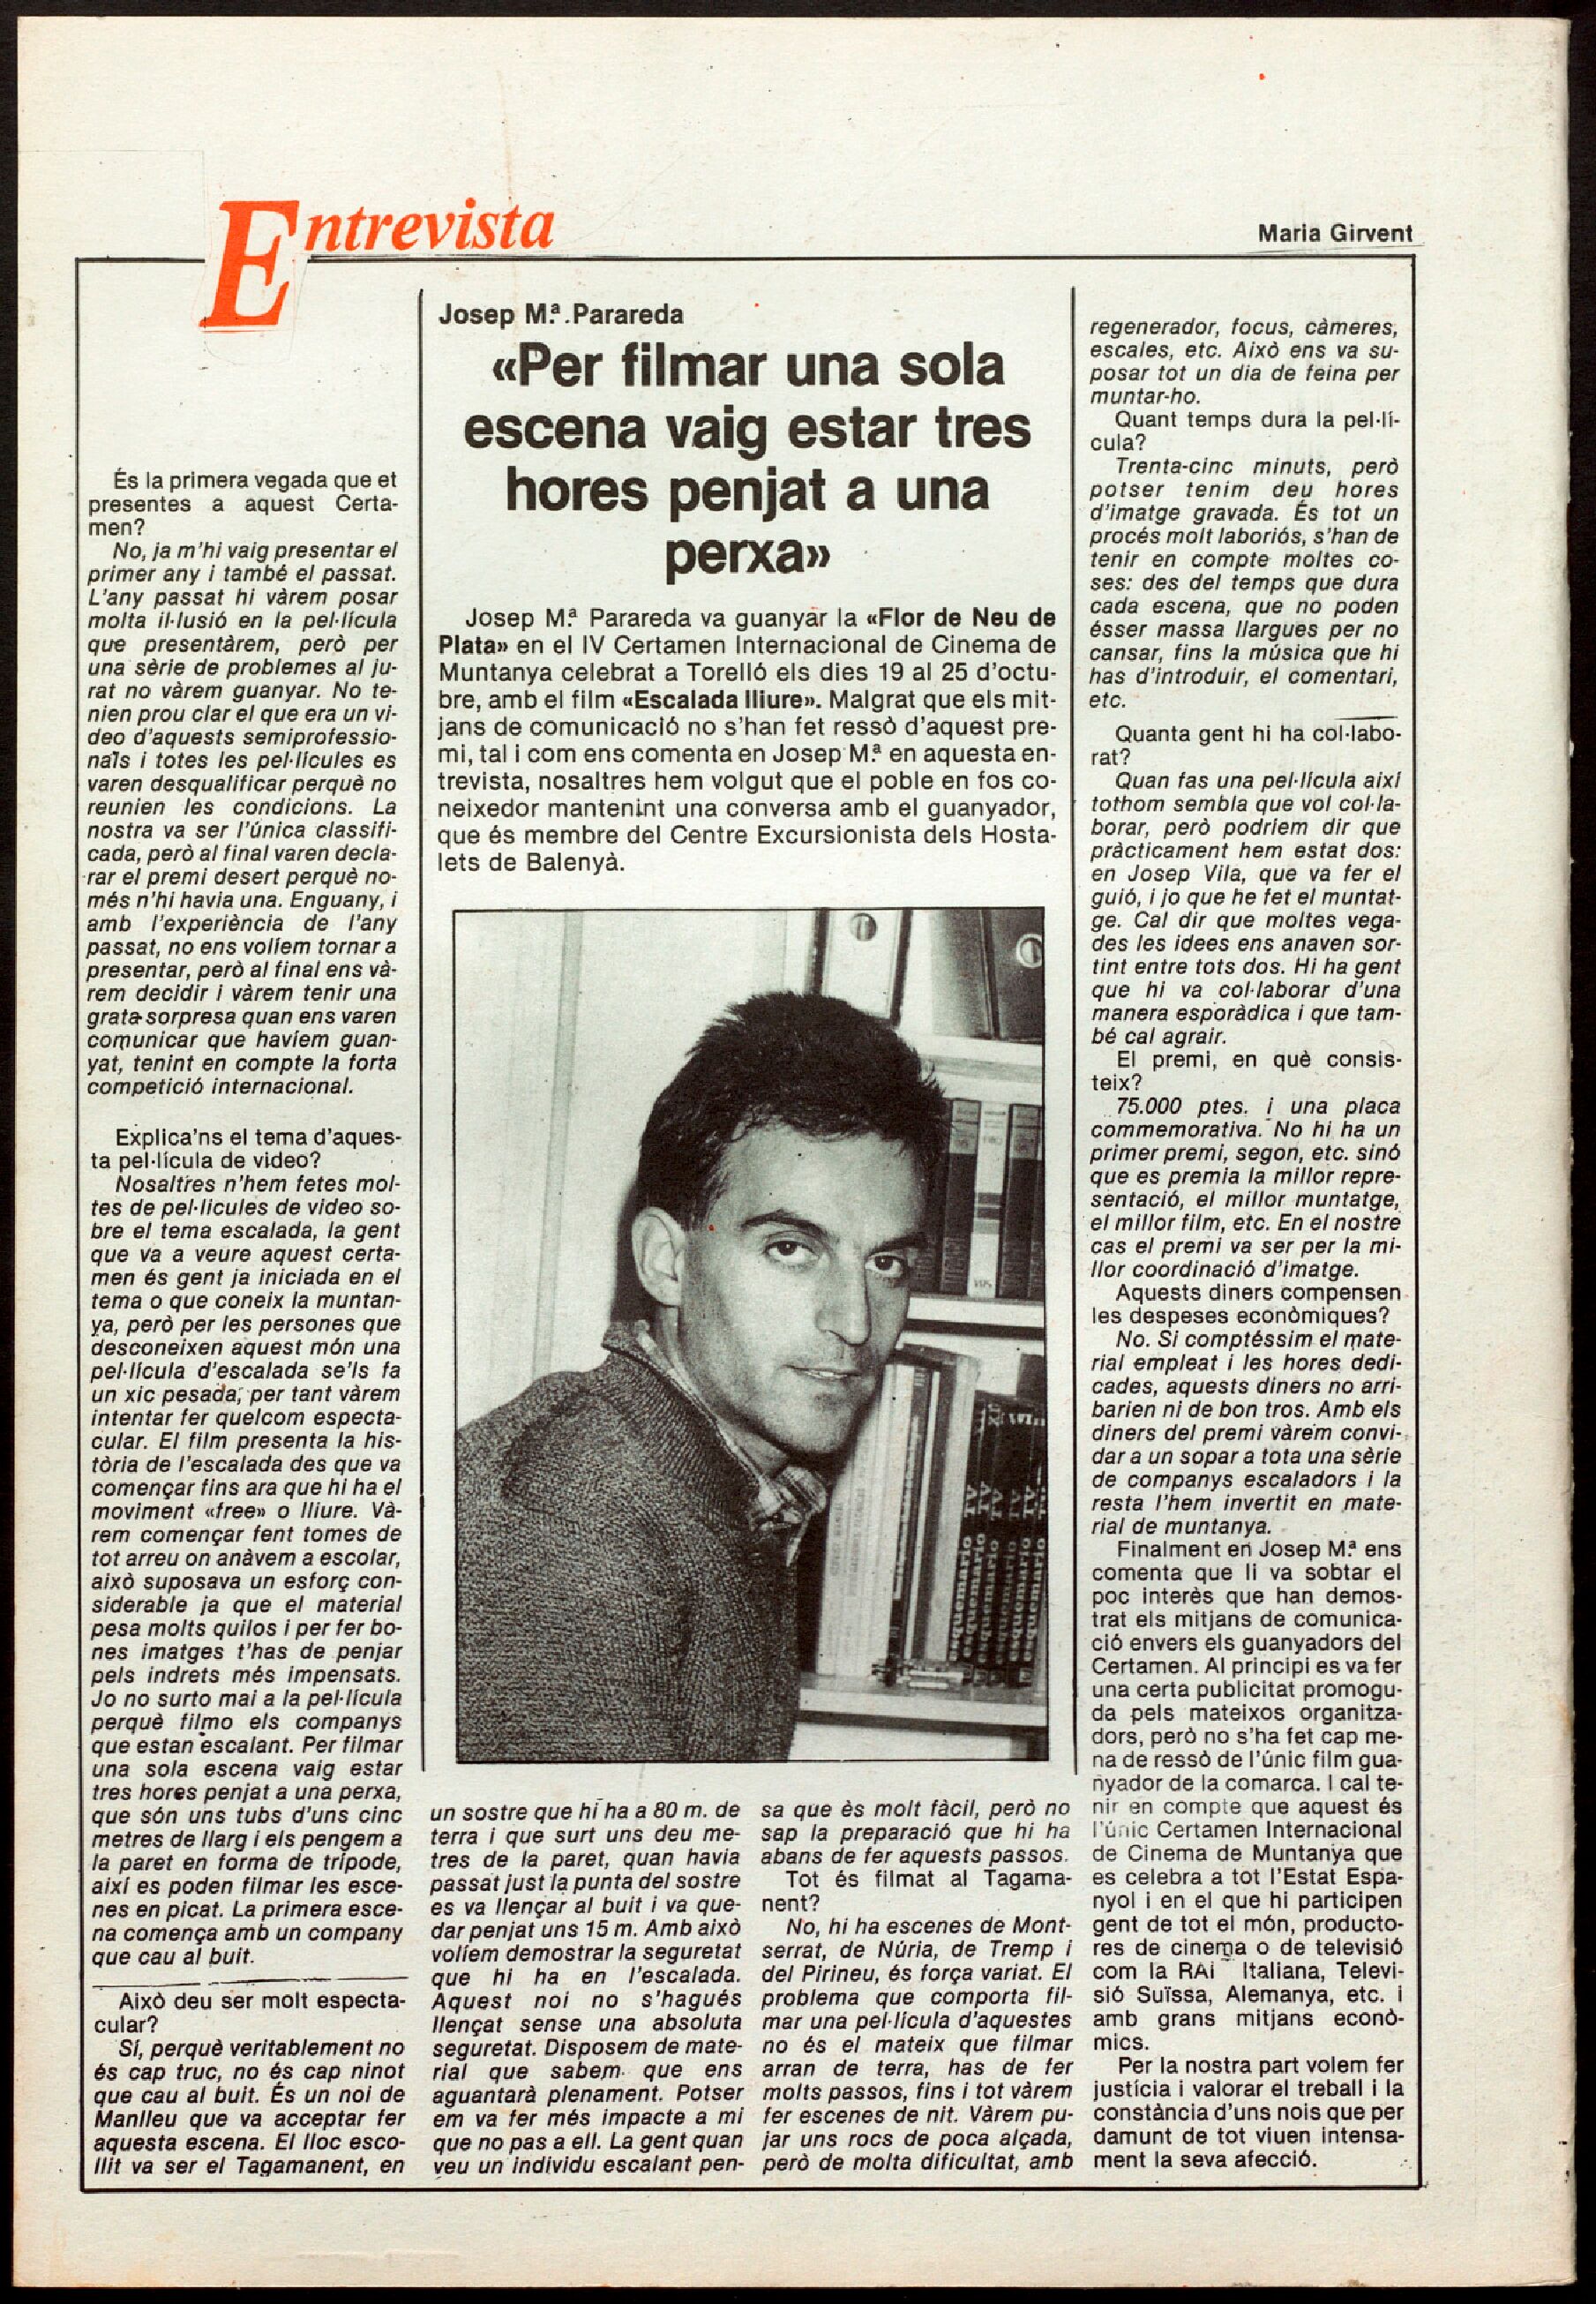 Entrevista
Maria Girvent
Josep M.ª Parareda
«Per filmar una sola
escena vaig estar tres
hores penjat a una
perxa»
Josep M.ª Parareda va guanyar la «Flor de Neu de
Plata» en el IV Certamen Internacional de Cinema de
Muntanya celebrat a Torelló els dies 19 al 25 d'octu-
bre, amb el film «Escalada lliure». Malgrat que els mit-
jans de comunicació no s'han fet ressò d'aquest pre-
mi, tal i com ens comenta en Josep M.ª en aquesta en-
trevista, nosaltres hem volgut que el poble en fos co-
neixedor mantenint una conversa amb el guanyador,
que és membre del Centre Excursionista dels Hosta-
lets de Balenyà.
És la primera vegada que et
presentes a aquest Certa-
men?
No, ja m'hi vaig presentar el
primer any i també el passat.
L'any passat hi vàrem posar
molta il·lusió en la pel·lícula
que presentàrem, però per
una sèrie de problemes al ju-
rat no vàrem guanyar. No te-
nien prou clar el que era un vi-
deo d'aquests semiprofessio-
naïs i totes les pel·lícules es
varen desqualificar perquè no
reunien les condicions. La
nostra va ser l'única classifi-
cada, però al final varen decla-
rar el premi desert perquè no-
més n'hi havia una. Enguany, i
amb l'experiència de l'any
passat, no ens volíem tornar a
presentar, però al final ens và-
rem decidir i vàrem tenir una
grata sorpresa quan ens varen
comunicar que havíem guan-
yat, tenint en compte la forta
competició internacional.
Explica'ns el tema d'aques-
ta pel·lícula de video?
Nosaltres n'hem fetes mol-
tes de pel·lícules de video so-
bre el tema escalada, la gent
que va a veure aquest certa-
men és gent ja iniciada en el
tema o que coneix la muntan-
ya, però per les persones que
desconeixen aquest món una
pel·lícula d'escalada se'ls fa
un xic pesada, per tant vàrem
intentar fer quelcom especta-
cular. El film presenta la his-
tòria de l'escalada des que va
començar fins ara que hi ha el
moviment «free» o lliure. Và-
rem començar fent tomes de
tot arreu on anàvem a escolar,
això suposava un esforç con-
siderable ja que el material
pesa molts quilos i per fer bo-
nes imatges t'has de penjar
pels indrets més impensats.
Jo no surto mai a la pel·lícula
perquè filmo els companys
que estan escalant. Per filmar
una sola escena vaig estar
tres hores penjat a una perxa,
que són uns tubs d'uns cinc
metres de llarg i els pengem a
la paret en forma de trípode,
així es poden filmar les esce-
nes en picat. La primera esce-
na comença amb un company
que cau al buit.
Això deu ser molt especta-
cular?
Sí, perquè veritablement no
és cap truc, no és cap ninot
que cau al buit. És un noi de
Manlleu que va acceptar fer
aquesta escena. El lloc esco-
llit va ser el Tagamanent, en
un sostre que hi ha a 80 m. de
terra i que surt uns deu me-
tres de la paret, quan havia
passat just la punta del sostre
es va llençar al buit i va que-
dar penjat uns 15 m. Amb això
volíem demostrar la seguretat
que hi ha en l'escalada.
Aquest noi no s'hagués
llençat sense una absoluta
seguretat. Disposem de mate-
rial que sabem que ens
aguantarà plenament. Potser
em va fer més impacte a mi
que no pas a ell. La gent quan
veu un individu escalant pen-
sa que ès molt fàcil, però no
sap la preparació que hi ha
abans de fer aquests passos.
Tot és filmat al Tagama-
nent?
No, hi ha escenes de Mont-
serrat, de Núria, de Tremp i
del Pirineu, és força variat. El
problema que comporta fil-
mar una pel·lícula d'aquestes
no és el mateix que filmar
arran de terra, has de fer
molts passos, fins i tot vàrem
fer escenes de nit. Vàrem pu-
jar uns rocs de poca alçada,
però de molta dificultat, amb
regenerador, focus, càmeres,
escales, etc. Això ens va su-
posar tot un dia de feina per
muntar-ho.
Quant temps dura la pel·lí-
cula?
Trenta-cinc minuts, però
potser tenim deu hores
d'imatge gravada. És tot un
procés molt laboriós, s'han de
tenir en compte moltes co-
ses: des del temps que dura
cada escena, que no poden
ésser massa llargues per no
cansar, fins la música que hi
has d'introduir, el comentari,
etc.
Quanta gent hi ha col·labo-
rat?
Quan fas una pel·lícula així
tothom sembla que vol col·la-
borar, però podríem dir que
pràcticament hem estat dos:
en Josep Vila, que va fer el
guió, i jo que he fet el muntat-
ge. Cal dir que moltes vega-
des les idees ens anaven sor-
tint entre tots dos. Hi ha gent
que hi va col·laborar d'una
manera esporàdica i que tam-
bé cal agrair.
El premi, en què consis-
teix?
75.000 ptes. i una placa
commemorativa. No hi ha un
primer premi, segon, etc. sinó
que es premia la millor repre-
sentació, el millor muntatge,
el millor film, etc. En el nostre
cas el premi va ser per la mi-
llor coordinació d'imatge.
Aquests diners compensen
les despeses econòmiques?
No. Si comptéssim el mate-
rial empleat i les hores dedi-
cades, aquests diners no arri-
barien ni de bon tros. Amb els
diners del premi vàrem convi-
dar a un sopar a tota una sèrie
de companys escaladors i la
resta l'hem invertit en mate-
rial de muntanya.
Finalment en Josep M.ª ens
comenta que li va sobtar el
poc interès que han demos-
trat els mitjans de comunica-
ció envers els guanyadors del
Certamen. Al principi es va fer
una certa publicitat promogu-
da pels mateixos organitza-
dors, però no s'ha fet cap me-
na de ressò de l'únic film gua-
nyador de la comarca. I cal te-
nir en compte que aquest és
l'únic Certamen Internacional
de Cinema de Muntanya que
es celebra a tot l'Estat Espa-
nyol i en el que hi participen
gent de tot el món, producto-
res de cinema o de televisió
com la RAi Italiana, Televi-
sió Suïssa, Alemanya, etc. i
amb grans mitjans econò-
mics.
Per la nostra part volem fer
justícia i valorar el treball i la
constància d'uns nois que per
damunt de tot viuen intensa-
ment la seva afecció.